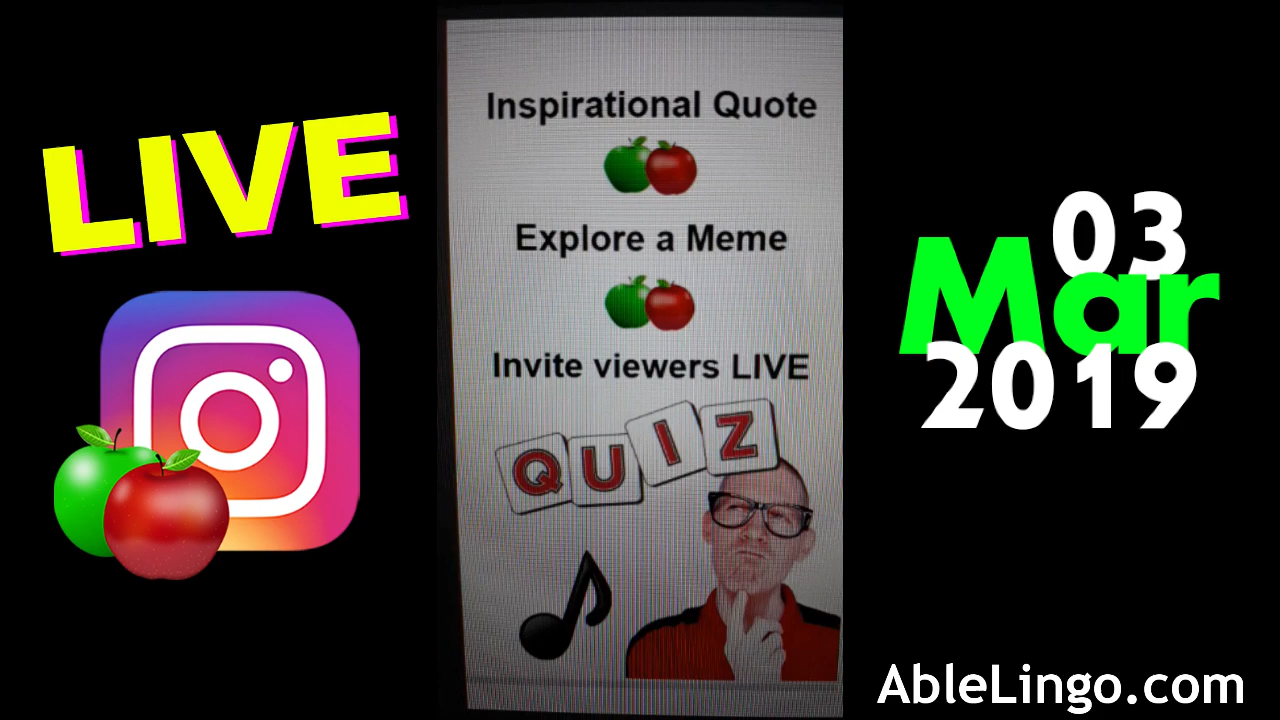 LIVE
Inspirational Quote
Explore a Meme
Invite viewers LIVE
QUIZ
03
Mar
2019
AbleLingo.com